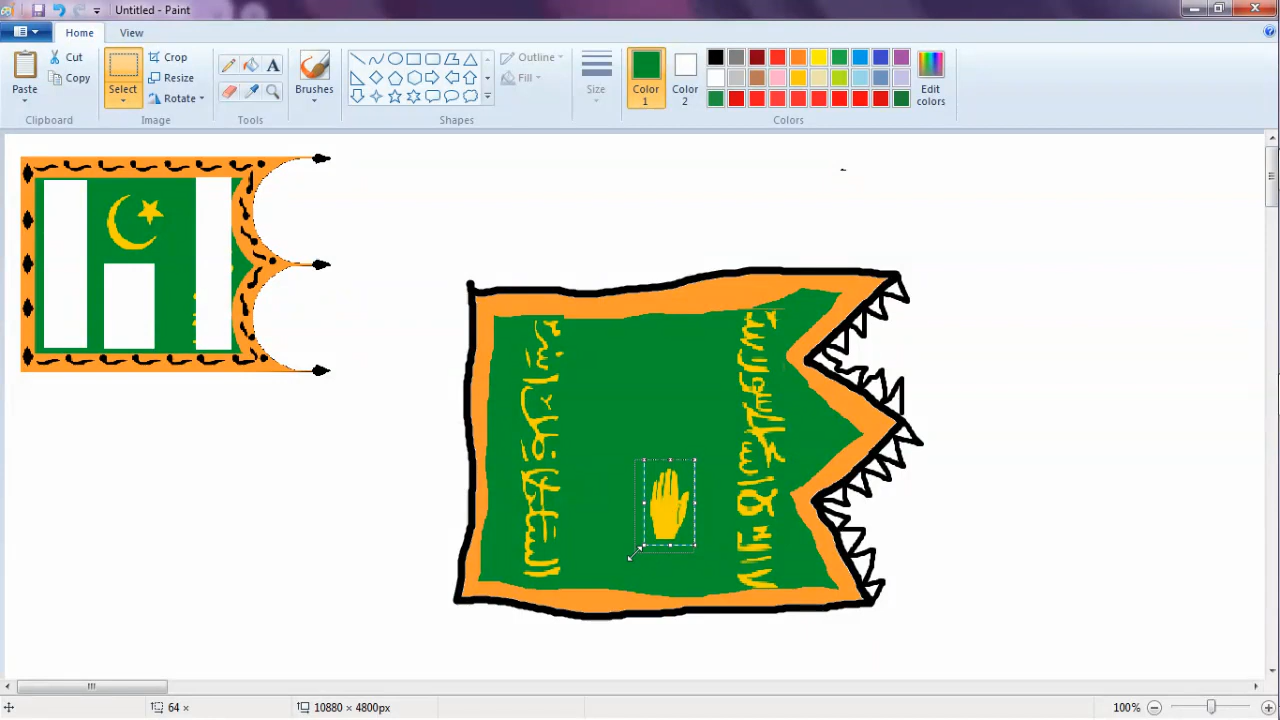 Untitled - Paint
Home
View
Paste
Cut
Copy
Clipboard
Select
Crop
Resize
Rotate
Image
Tools
Brushes
Outline
Fill
Shapes
Size
Color 1
Color 2
Edit colors
Colors
64 ×
10880 × 4800px
100%